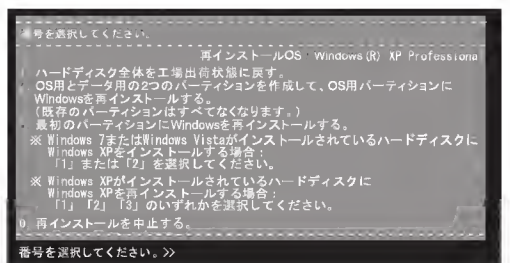 番号を選択してください。
再インストールOS:Windows(R) XP Professional
ハードディスク全体を工場出荷状態に戻す。
OS用とデータ用の2つのパーティションを作成して、OS用パーティションに
Windowsを再インストールする。
(既存のパーティションはすべてなくなります。)
最初のパーティションにWindowsを再インストールする。
※ Windows 7またはWindows Vistaがインストールされているハードディスクに
Windows XPをインストールする場合:
「1」または「2」を選択してください。
※ Windows XPがインストールされているハードディスクに
Windows XPを再インストールする場合:
「1」「2」「3」のいずれかを選択してください。
0 再インストールを中止する。
番号を選択してください。>>